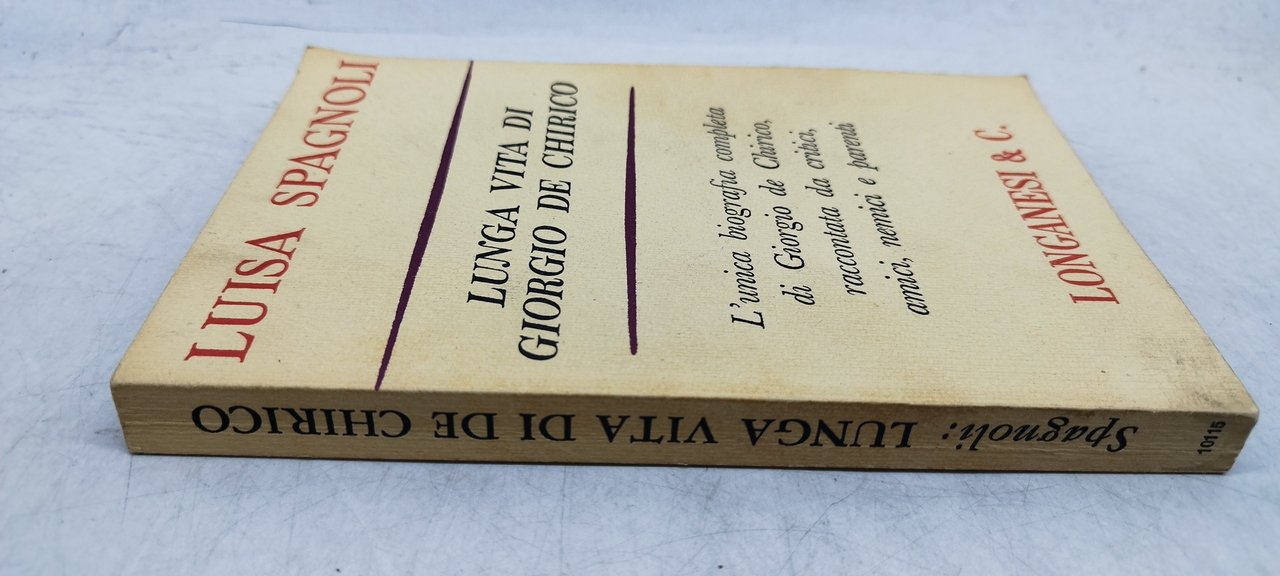 LUISA SPAGNOLI
LUNGA VITA DI
GIORGIO DE CHIRICO
L'unica biografia completa
di Giorgio de Chirico,
raccontata da critici,
amici, nemici e parenti
LONGANESI & C.
Spagnoli: LUNGA VITA DI DE CHIRICO
10115